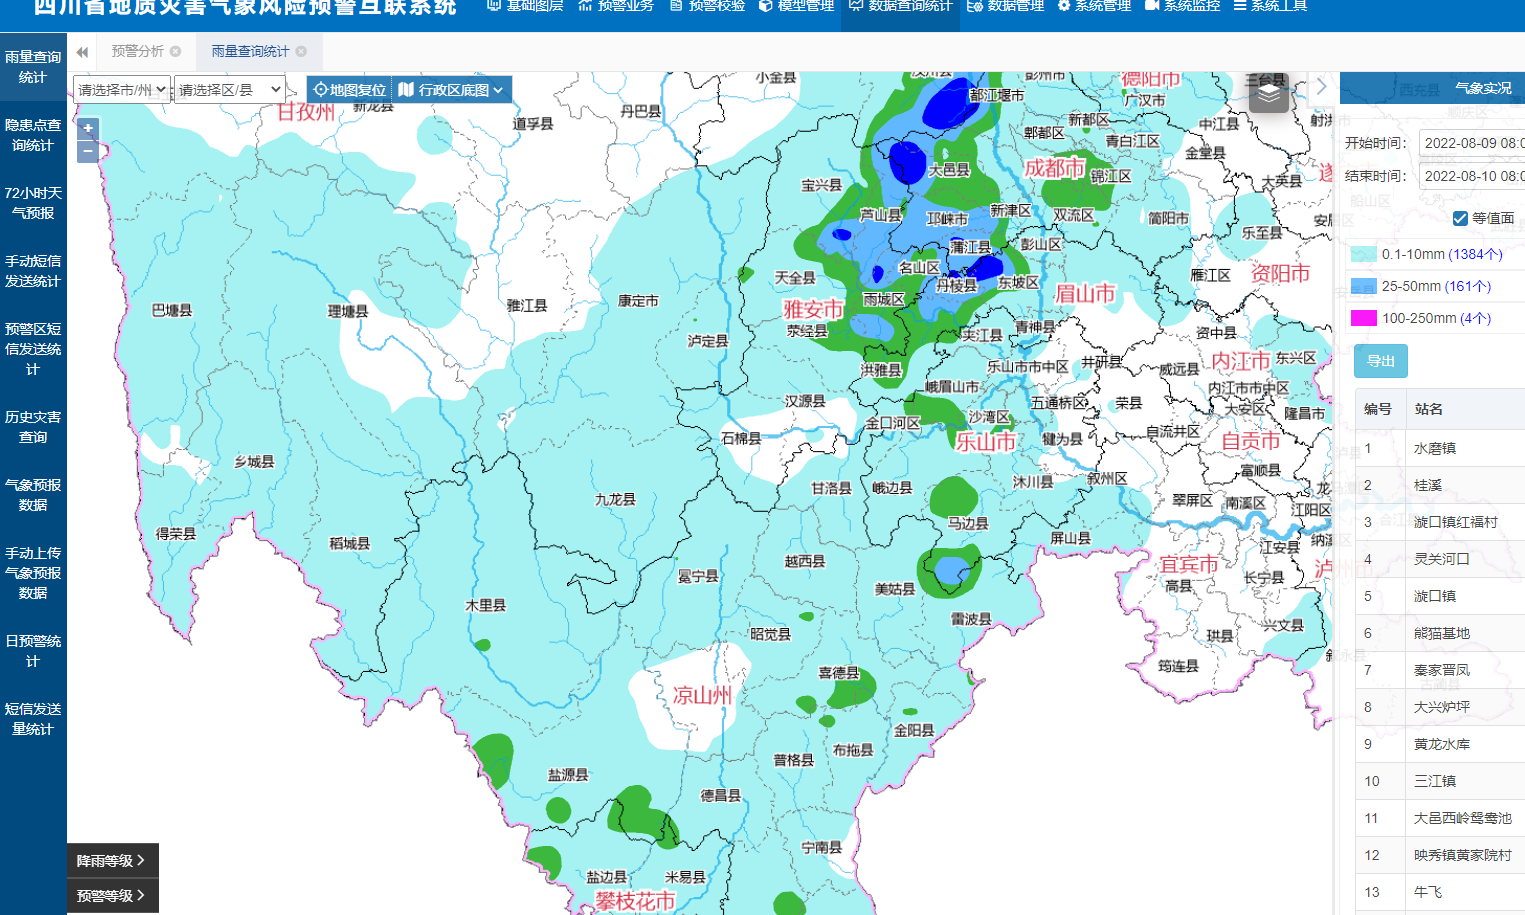 四川省地质灾害气象风险预警互联系统
基础图层
预警业务
预警校验
模型管理
数据查询统计
数据管理
系统管理
系统监控
系统工具
雨量查询
统计
隐患点查
询统计
72小时天
气预报
手动短信
发送统计
预警区短
信发送统
计
历史灾害
查询
气象预报
数据
手动上传
气象预报
数据
日预警统
计
短信发送
量统计
预警分析
雨量查询统计
请选择市/州
请选择区/县
地图复位
行政区底图
+
−
小金县
彭州市
德阳市
三台县
广汉市
都江堰市
甘孜州
新龙县
丹巴县
道孚县
新都区
郫都区
青白江区
中江县
金堂县
射洪市
大邑县
成都市
锦江区
大英县
宝兴县
芦山县
邛崃市
新津区
双流区
简阳市
安居区
乐至县
蒲江县
彭山区
名山区
天全县
丹棱县
东坡区
雁江区
资阳市
眉山市
巴塘县
理塘县
雅江县
康定市
雨城区
雅安市
荥经县
泸定县
夹江县
青神县
资中县
洪雅县
乐山市市中区
井研县
威远县
内江市
东兴区
峨眉山市
内江市市中区
汉源县
五通桥区
荣县
大安区
隆昌市
金口河区
沙湾区
自流井区
自贡市
石棉县
乐山市
犍为县
富顺县
乡城县
九龙县
甘洛县
峨边县
沐川县
叙州区
翠屏区
南溪区
江阳区
得荣县
稻城县
马边县
屏山县
江安县
越西县
宜宾市
冕宁县
美姑县
高县
长宁县
泸州市
木里县
雷波县
昭觉县
珙县
兴文县
叙永县
喜德县
筠连县
凉山州
金阳县
布拖县
普格县
盐源县
德昌县
宁南县
盐边县
米易县
攀枝花市
降雨等级
预警等级
气象实况
开始时间：
2022-08-09 08:0
结束时间：
2022-08-10 08:0
等值面
0.1-10mm (1384个)
25-50mm (161个)
100-250mm (4个)
导出
编号 站名
1 水磨镇
2 桂溪
3 漩口镇红福村
4 灵关河口
5 漩口镇
6 熊猫基地
7 秦家晋凤
8 大兴炉坪
9 黄龙水库
10 三江镇
11 大邑西岭鸳鸯池
12 映秀镇黄家院村
13 牛飞